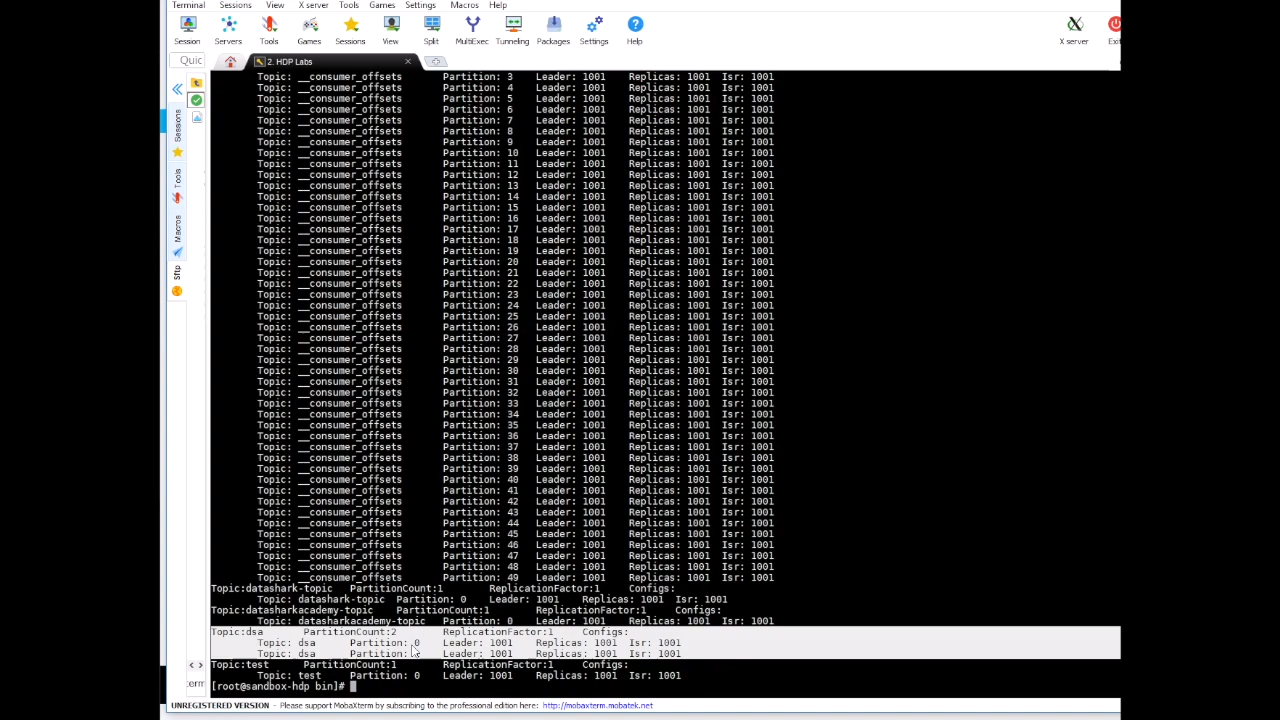 Terminal Sessions View X server Tools Games Settings Macros Help
Session Servers Tools Games Sessions View Split MultiExec Tunneling Packages Settings Help X server Exit
Quic
2. HDP Labs
Sessions
Tools
Macros
Sftp
Topic: __consumer_offsets Partition: 3 Leader: 1001 Replicas: 1001 Isr: 1001
Topic: __consumer_offsets Partition: 4 Leader: 1001 Replicas: 1001 Isr: 1001
Topic: __consumer_offsets Partition: 5 Leader: 1001 Replicas: 1001 Isr: 1001
Topic: __consumer_offsets Partition: 6 Leader: 1001 Replicas: 1001 Isr: 1001
Topic: __consumer_offsets Partition: 7 Leader: 1001 Replicas: 1001 Isr: 1001
Topic: __consumer_offsets Partition: 8 Leader: 1001 Replicas: 1001 Isr: 1001
Topic: __consumer_offsets Partition: 9 Leader: 1001 Replicas: 1001 Isr: 1001
Topic: __consumer_offsets Partition: 10 Leader: 1001 Replicas: 1001 Isr: 1001
Topic: __consumer_offsets Partition: 11 Leader: 1001 Replicas: 1001 Isr: 1001
Topic: __consumer_offsets Partition: 12 Leader: 1001 Replicas: 1001 Isr: 1001
Topic: __consumer_offsets Partition: 13 Leader: 1001 Replicas: 1001 Isr: 1001
Topic: __consumer_offsets Partition: 14 Leader: 1001 Replicas: 1001 Isr: 1001
Topic: __consumer_offsets Partition: 15 Leader: 1001 Replicas: 1001 Isr: 1001
Topic: __consumer_offsets Partition: 16 Leader: 1001 Replicas: 1001 Isr: 1001
Topic: __consumer_offsets Partition: 17 Leader: 1001 Replicas: 1001 Isr: 1001
Topic: __consumer_offsets Partition: 18 Leader: 1001 Replicas: 1001 Isr: 1001
Topic: __consumer_offsets Partition: 19 Leader: 1001 Replicas: 1001 Isr: 1001
Topic: __consumer_offsets Partition: 20 Leader: 1001 Replicas: 1001 Isr: 1001
Topic: __consumer_offsets Partition: 21 Leader: 1001 Replicas: 1001 Isr: 1001
Topic: __consumer_offsets Partition: 22 Leader: 1001 Replicas: 1001 Isr: 1001
Topic: __consumer_offsets Partition: 23 Leader: 1001 Replicas: 1001 Isr: 1001
Topic: __consumer_offsets Partition: 24 Leader: 1001 Replicas: 1001 Isr: 1001
Topic: __consumer_offsets Partition: 25 Leader: 1001 Replicas: 1001 Isr: 1001
Topic: __consumer_offsets Partition: 26 Leader: 1001 Replicas: 1001 Isr: 1001
Topic: __consumer_offsets Partition: 27 Leader: 1001 Replicas: 1001 Isr: 1001
Topic: __consumer_offsets Partition: 28 Leader: 1001 Replicas: 1001 Isr: 1001
Topic: __consumer_offsets Partition: 29 Leader: 1001 Replicas: 1001 Isr: 1001
Topic: __consumer_offsets Partition: 30 Leader: 1001 Replicas: 1001 Isr: 1001
Topic: __consumer_offsets Partition: 31 Leader: 1001 Replicas: 1001 Isr: 1001
Topic: __consumer_offsets Partition: 32 Leader: 1001 Replicas: 1001 Isr: 1001
Topic: __consumer_offsets Partition: 33 Leader: 1001 Replicas: 1001 Isr: 1001
Topic: __consumer_offsets Partition: 34 Leader: 1001 Replicas: 1001 Isr: 1001
Topic: __consumer_offsets Partition: 35 Leader: 1001 Replicas: 1001 Isr: 1001
Topic: __consumer_offsets Partition: 36 Leader: 1001 Replicas: 1001 Isr: 1001
Topic: __consumer_offsets Partition: 37 Leader: 1001 Replicas: 1001 Isr: 1001
Topic: __consumer_offsets Partition: 38 Leader: 1001 Replicas: 1001 Isr: 1001
Topic: __consumer_offsets Partition: 39 Leader: 1001 Replicas: 1001 Isr: 1001
Topic: __consumer_offsets Partition: 40 Leader: 1001 Replicas: 1001 Isr: 1001
Topic: __consumer_offsets Partition: 41 Leader: 1001 Replicas: 1001 Isr: 1001
Topic: __consumer_offsets Partition: 42 Leader: 1001 Replicas: 1001 Isr: 1001
Topic: __consumer_offsets Partition: 43 Leader: 1001 Replicas: 1001 Isr: 1001
Topic: __consumer_offsets Partition: 44 Leader: 1001 Replicas: 1001 Isr: 1001
Topic: __consumer_offsets Partition: 45 Leader: 1001 Replicas: 1001 Isr: 1001
Topic: __consumer_offsets Partition: 46 Leader: 1001 Replicas: 1001 Isr: 1001
Topic: __consumer_offsets Partition: 47 Leader: 1001 Replicas: 1001 Isr: 1001
Topic: __consumer_offsets Partition: 48 Leader: 1001 Replicas: 1001 Isr: 1001
Topic: __consumer_offsets Partition: 49 Leader: 1001 Replicas: 1001 Isr: 1001
Topic:datashark-topic PartitionCount:1 ReplicationFactor:1 Configs:
Topic: datashark-topic Partition: 0 Leader: 1001 Replicas: 1001 Isr: 1001
Topic:datasharkacademy-topic PartitionCount:1 ReplicationFactor:1 Configs:
Topic: datasharkacademy-topic Partition: 0 Leader: 1001 Replicas: 1001 Isr: 1001
Topic:dsa PartitionCount:2 ReplicationFactor:1 Configs:
Topic: dsa Partition: 0 Leader: 1001 Replicas: 1001 Isr: 1001
Topic: dsa Partition: Leader: 1001 Replicas: 1001 Isr: 1001
Topic:test PartitionCount:1 ReplicationFactor:1 Configs:
Topic: test Partition: 0 Leader: 1001 Replicas: 1001 Isr: 1001
[root@sandbox-hdp bin]#
term
UNREGISTERED VERSION - Please support MobaXterm by subscribing to the professional edition here: http://mobaxterm.mobatek.net